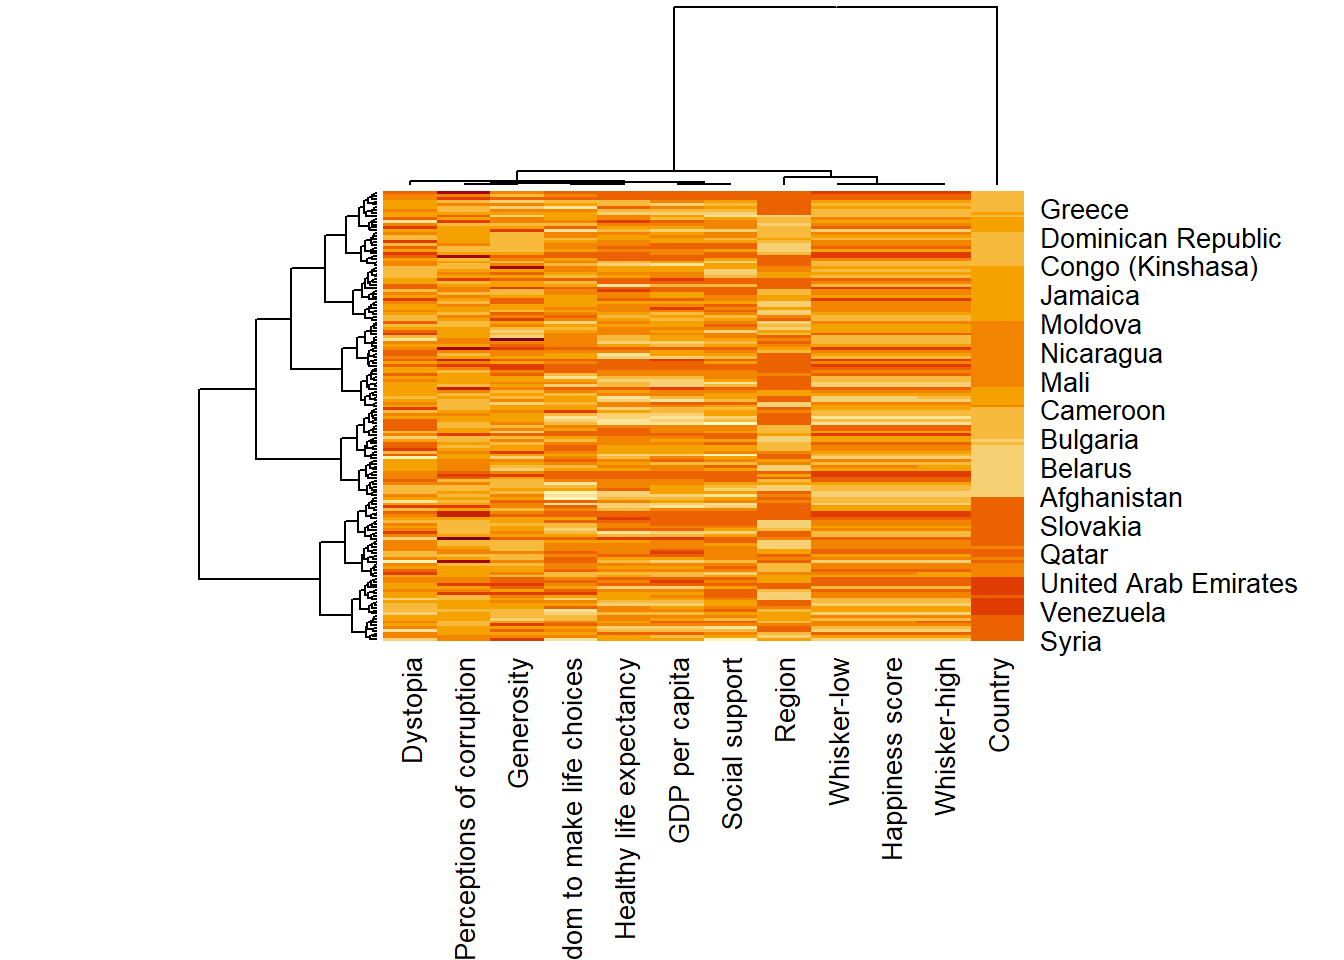 Greece
Dominican Republic
Congo (Kinshasa)
Jamaica
Moldova
Nicaragua
Mali
Cameroon
Bulgaria
Belarus
Afghanistan
Slovakia
Qatar
United Arab Emirates
Venezuela
Syria
Dystopia
Perceptions of corruption
Generosity
dom to make life choices
Healthy life expectancy
GDP per capita
Social support
Region
Whisker-low
Happiness score
Whisker-high
Country